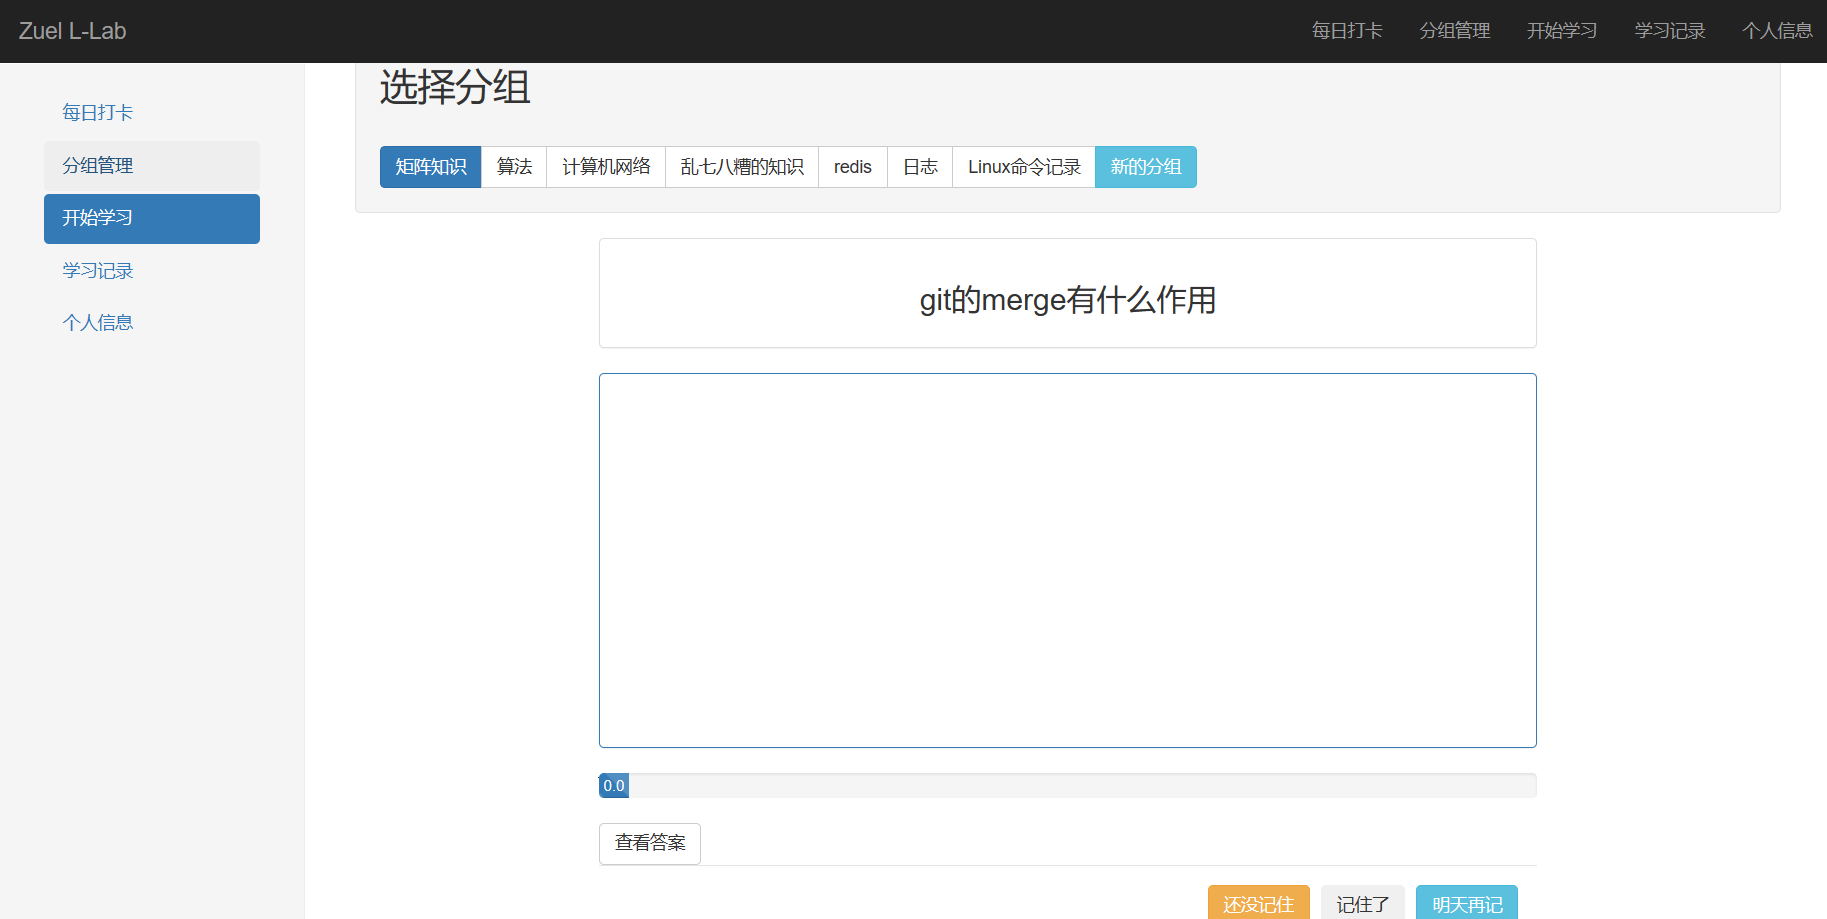 Zuel L-Lab 每日打卡 分组管理 开始学习 学习记录 个人信息
每日打卡
分组管理
开始学习
学习记录
个人信息
选择分组
矩阵知识 算法 计算机网络 乱七八糟的知识 redis 日志 Linux命令记录 新的分组
git的merge有什么作用
0.0
查看答案
还没记住 记住了 明天再记